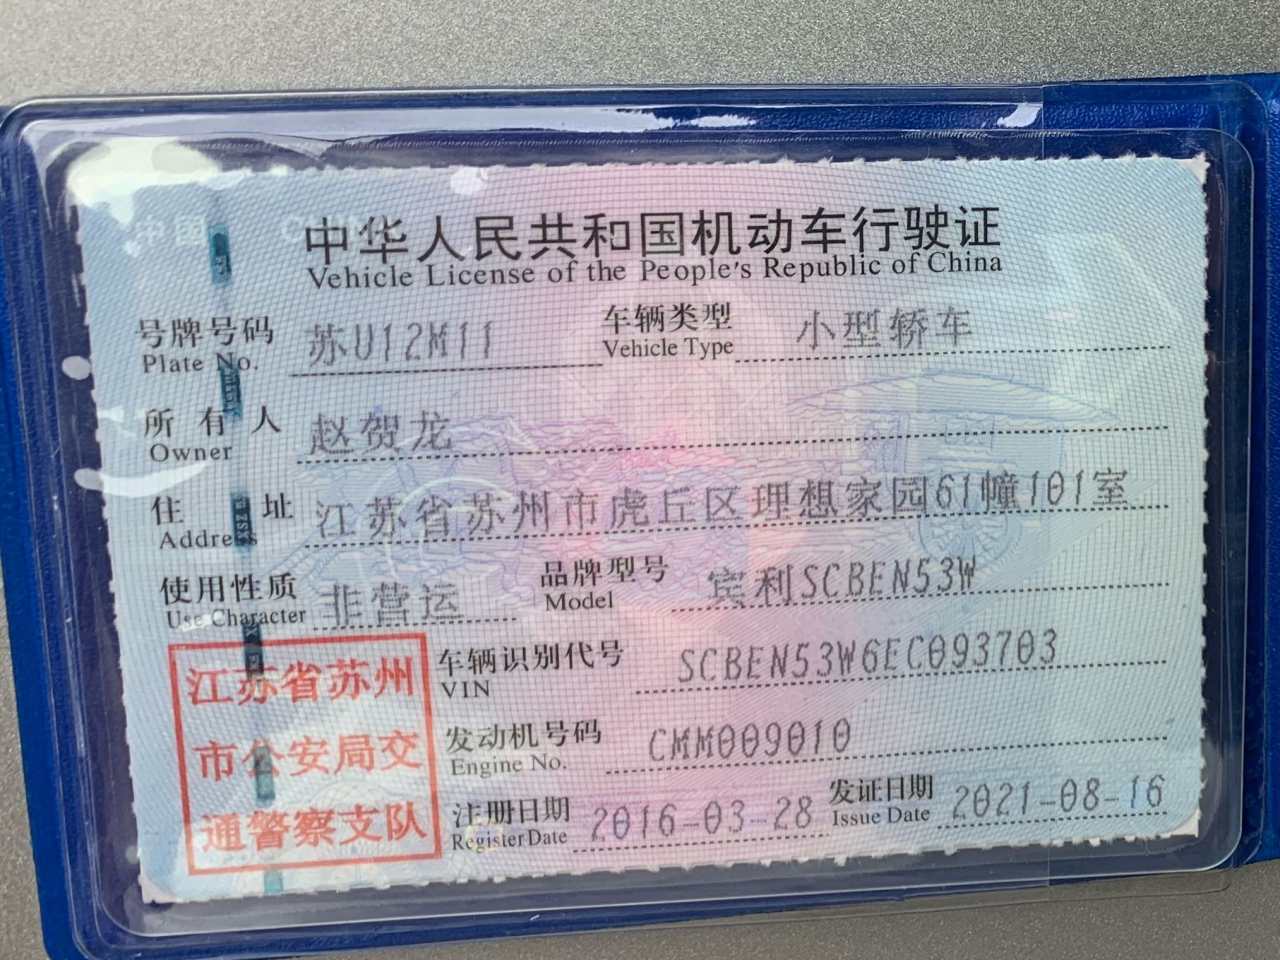 中华人民共和国机动车行驶证
Vehicle License of the People's Republic of China
号牌号码 苏U12M11 车辆类型 小型轿车
Plate No. Vehicle Type
所有人 赵贺龙
Owner
住址 江苏省苏州市虎丘区理想家园61幢101室
Address
使用性质 非营运 品牌型号 宾利SCBEN53W
Use Character Model
江苏省苏州
市公安局交
通警察支队
车辆识别代号 SCBEN53W6EC093703
VIN
发动机号码 CMM009010
Engine No.
注册日期 2016-03-28 发证日期 2021-08-16
Register Date Issue Date